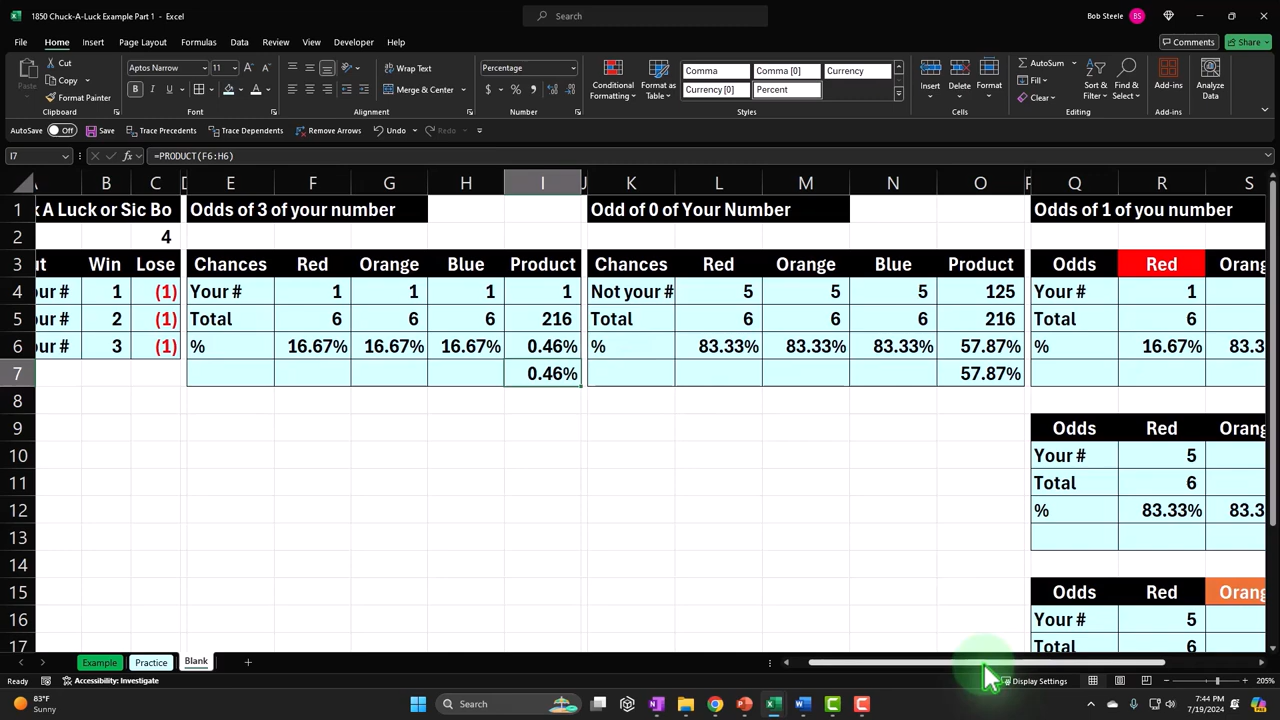 1850 Chuck-A-Luck Example Part 1 - Excel
Search
Bob Steele
BS
File Home Insert Page Layout Formulas Data Review View Developer Help
Comments
Share
Paste
Cut
Copy
Format Painter
Clipboard
Aptos Narrow 11
B I U
Font
Wrap Text
Merge & Center
Alignment
Percentage
Number
Conditional Formatting
Format as Table
Comma Comma [0] Currency
Currency [0] Percent
Styles
Insert Delete Format
Cells
AutoSum
Fill
Clear
Sort & Filter
Find & Select
Editing
Add-ins
Add-ins
Analyze Data
AutoSave Off Save Trace Precedents Trace Dependents Remove Arrows Undo Redo
I7 fx =PRODUCT(F6:H6)
A B C D E F G H I J K L M N O P Q R S
1 k A Luck or Sic Bo Odds of 3 of your number Odd of 0 of Your Number Odds of 1 of you number
2 4
3 ut Win Lose Chances Red Orange Blue Product Chances Red Orange Blue Product Odds Red Orang
4 our # 1 (1) Your # 1 1 1 1 Not your # 5 5 5 125 Your # 1
5 our # 2 (1) Total 6 6 6 216 Total 6 6 6 216 Total 6
6 our # 3 (1) % 16.67% 16.67% 16.67% 0.46% % 83.33% 83.33% 83.33% 57.87% % 16.67% 83.3
7 0.46% 57.87%
8
9 Odds Red Orang
10 Your # 5
11 Total 6
12 % 83.33% 83.3
13
14
15 Odds Red Orang
16 Your # 5
17 Total 6
Example Practice Blank
Ready Accessibility: Investigate Display Settings 205%
83°F
Sunny
Search
7:44 PM
7/19/2024